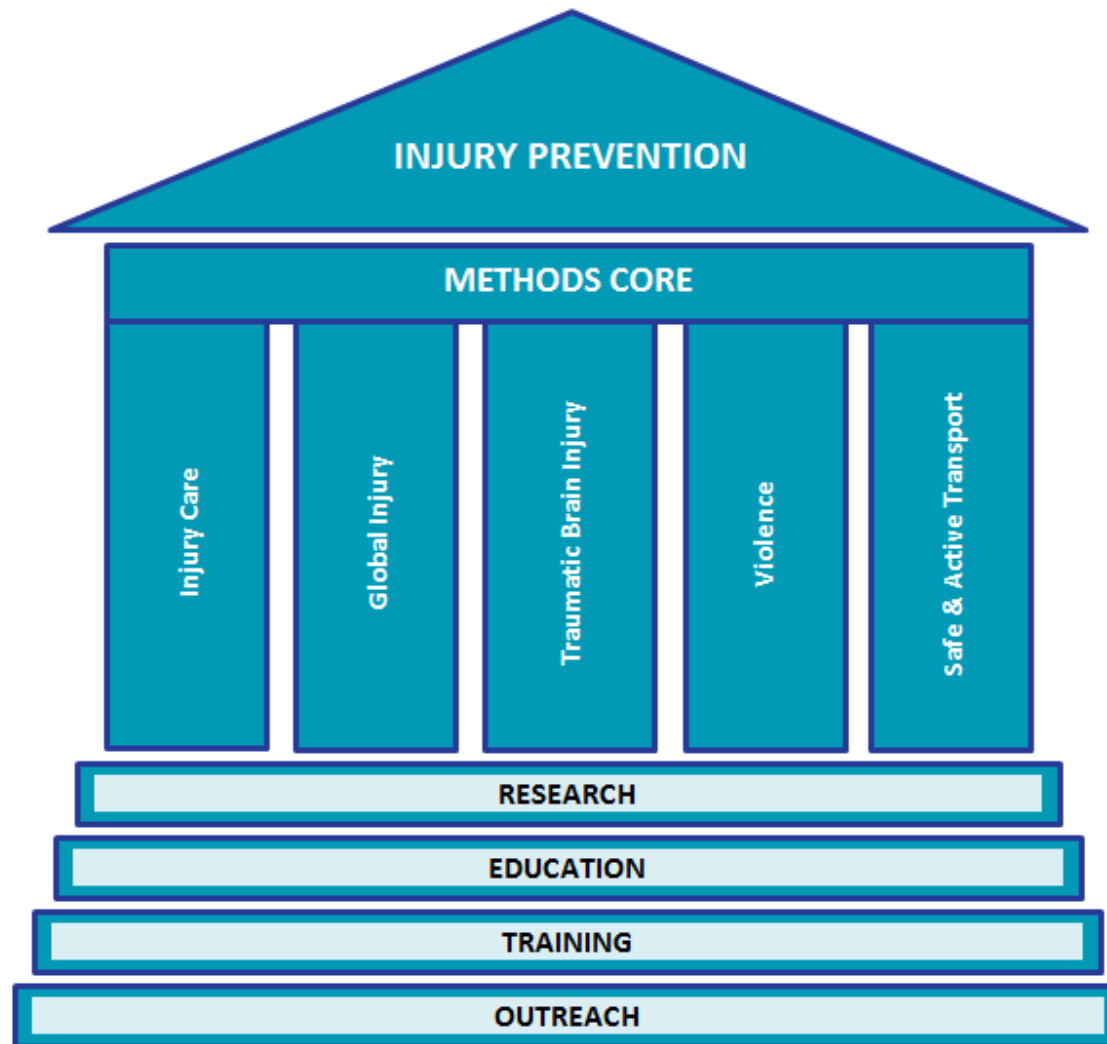 INJURY PREVENTION
METHODS CORE
Injury Care
Global Injury
Traumatic Brain Injury
Violence
Safe & Active Transport
RESEARCH
EDUCATION
TRAINING
OUTREACH